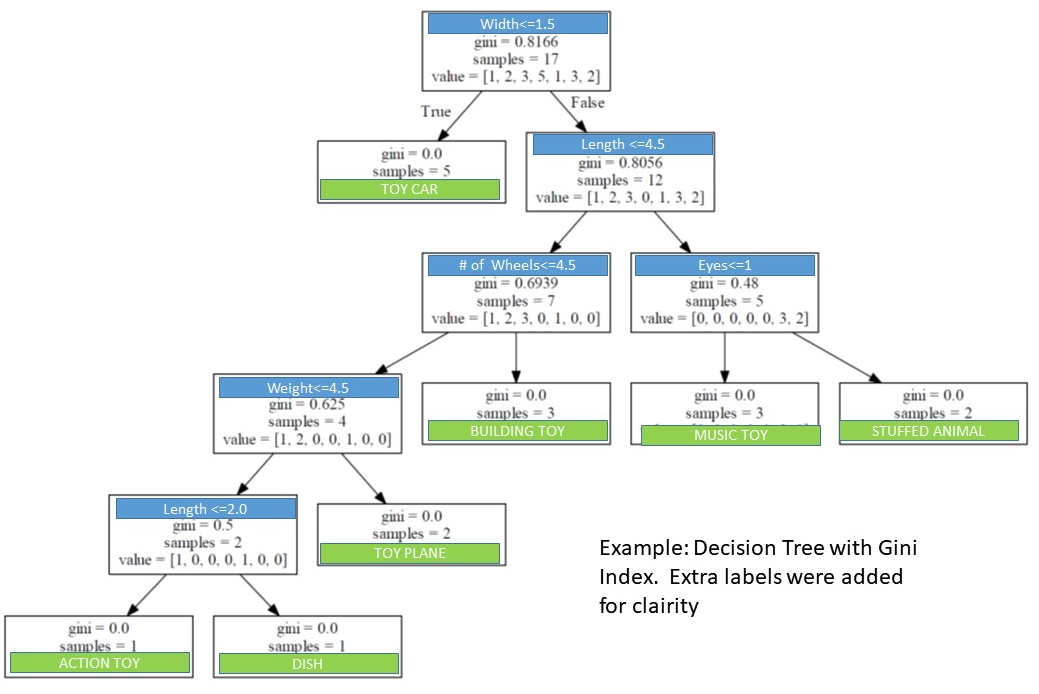 Width<=1.5
gini = 0.8166
samples = 17
value = [1, 2, 3, 5, 1, 3, 2]
True
False
gini = 0.0
samples = 5
TOY CAR
Length <=4.5
gini = 0.8056
samples = 12
value = [1, 2, 3, 0, 1, 3, 2]
# of Wheels<=4.5
gini = 0.6939
samples = 7
value = [1, 2, 3, 0, 1, 0, 0]
Eyes<=1
gini = 0.48
samples = 5
value = [0, 0, 0, 0, 0, 3, 2]
Weight<=4.5
gini = 0.625
samples = 4
value = [1, 2, 0, 0, 1, 0, 0]
gini = 0.0
samples = 3
BUILDING TOY
gini = 0.0
samples = 3
MUSIC TOY
gini = 0.0
samples = 2
STUFFED ANIMAL
Length <=2.0
gini = 0.5
samples = 2
value = [1, 0, 0, 0, 1, 0, 0]
gini = 0.0
samples = 2
TOY PLANE
Example: Decision Tree with Gini
Index. Extra labels were added
for clairity
gini = 0.0
samples = 1
ACTION TOY
gini = 0.0
samples = 1
DISH